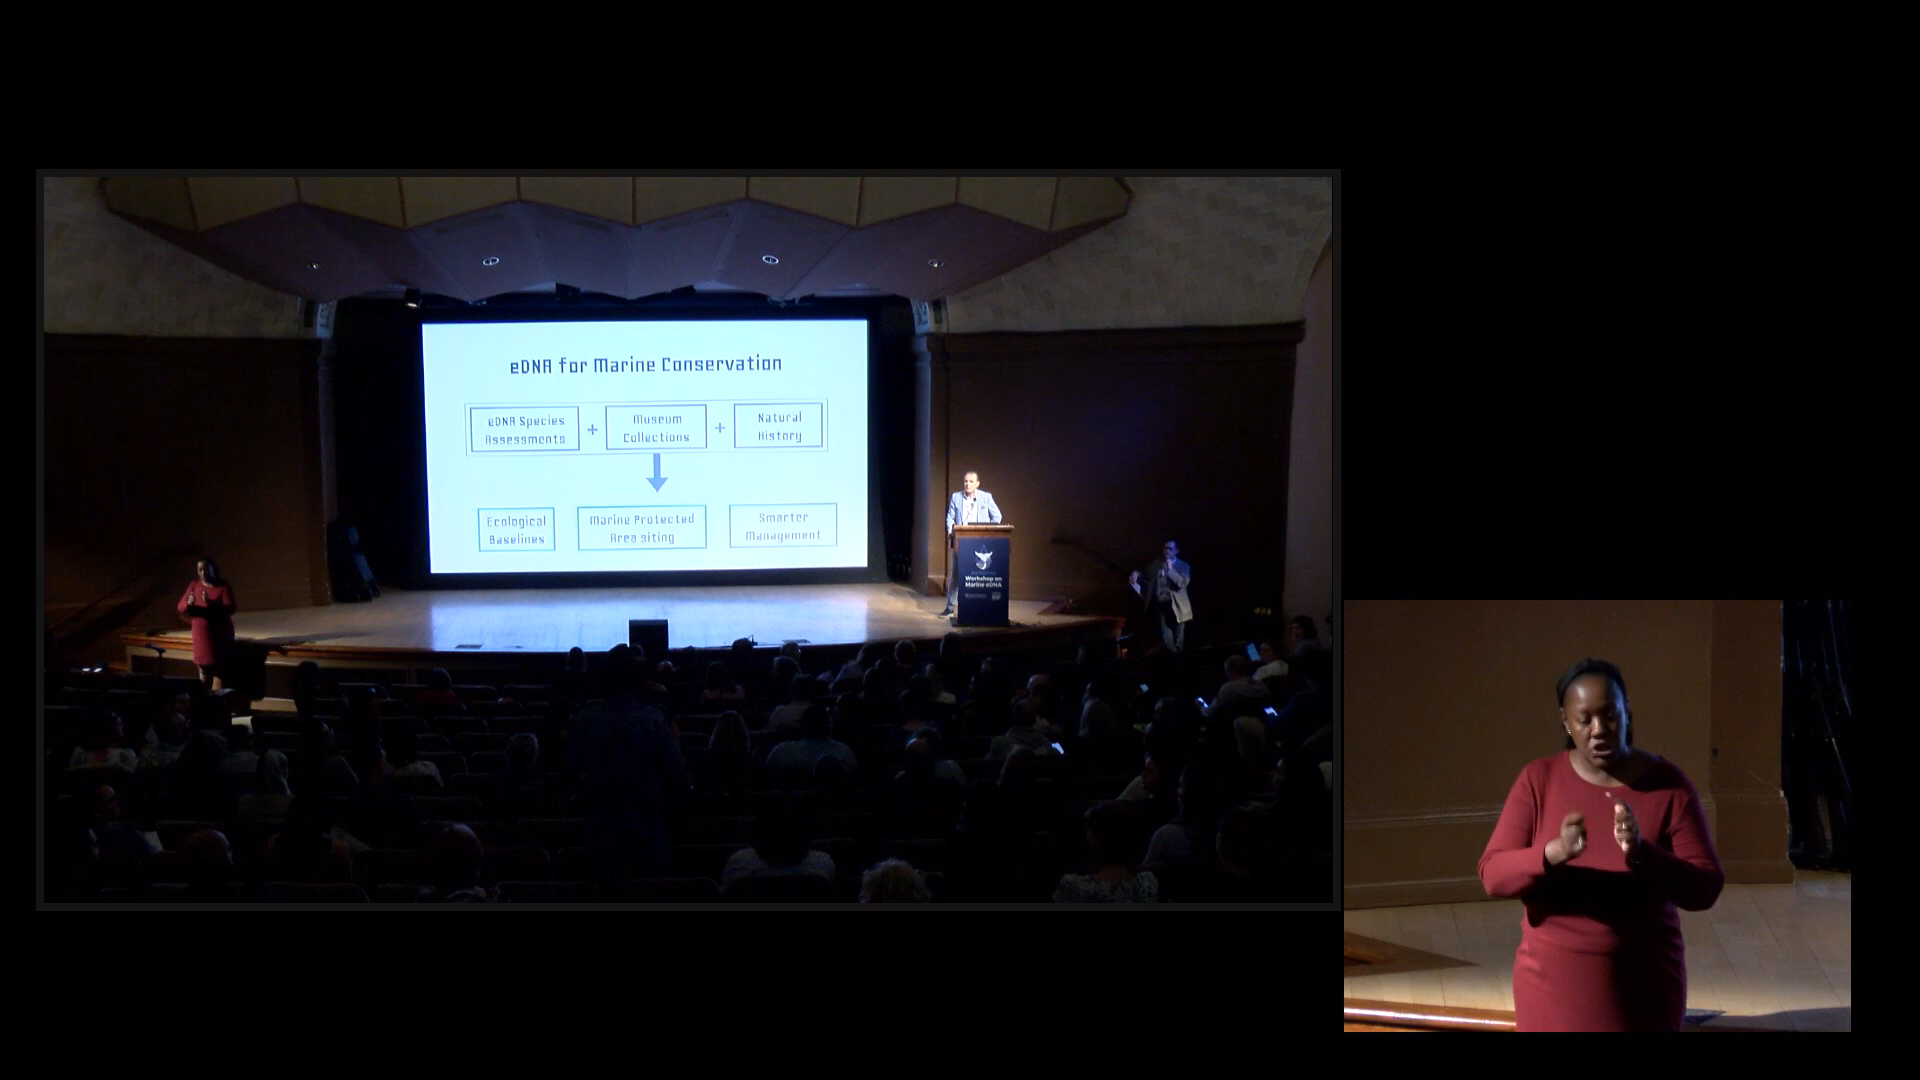 eDNA for Marine Conservation
eDNA Species
Assessments
+
Museum
Collections
+
Natural
History
Ecological
Baselines
Marine Protected
Area siting
Smarter
Management
Workshop on
Marine eDNA